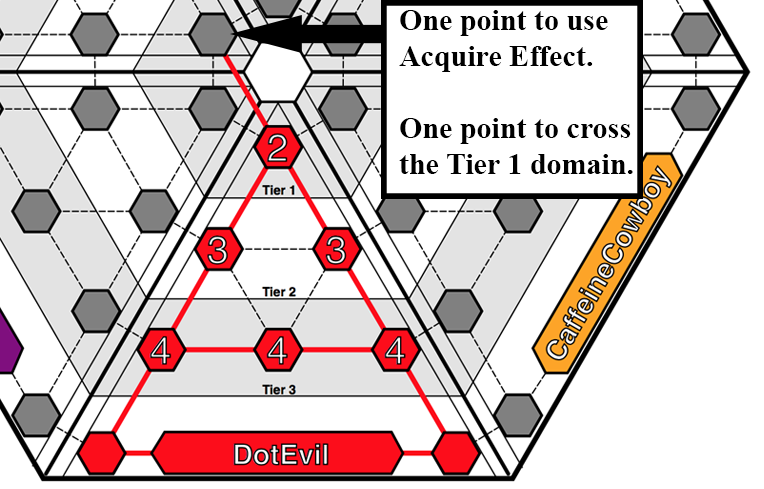 One point to use
Acquire Effect.
One point to cross
the Tier 1 domain.
2
Tier 1
3
3
Tier 2
4
4
4
Tier 3
DotEvil
CaffeineCowboy